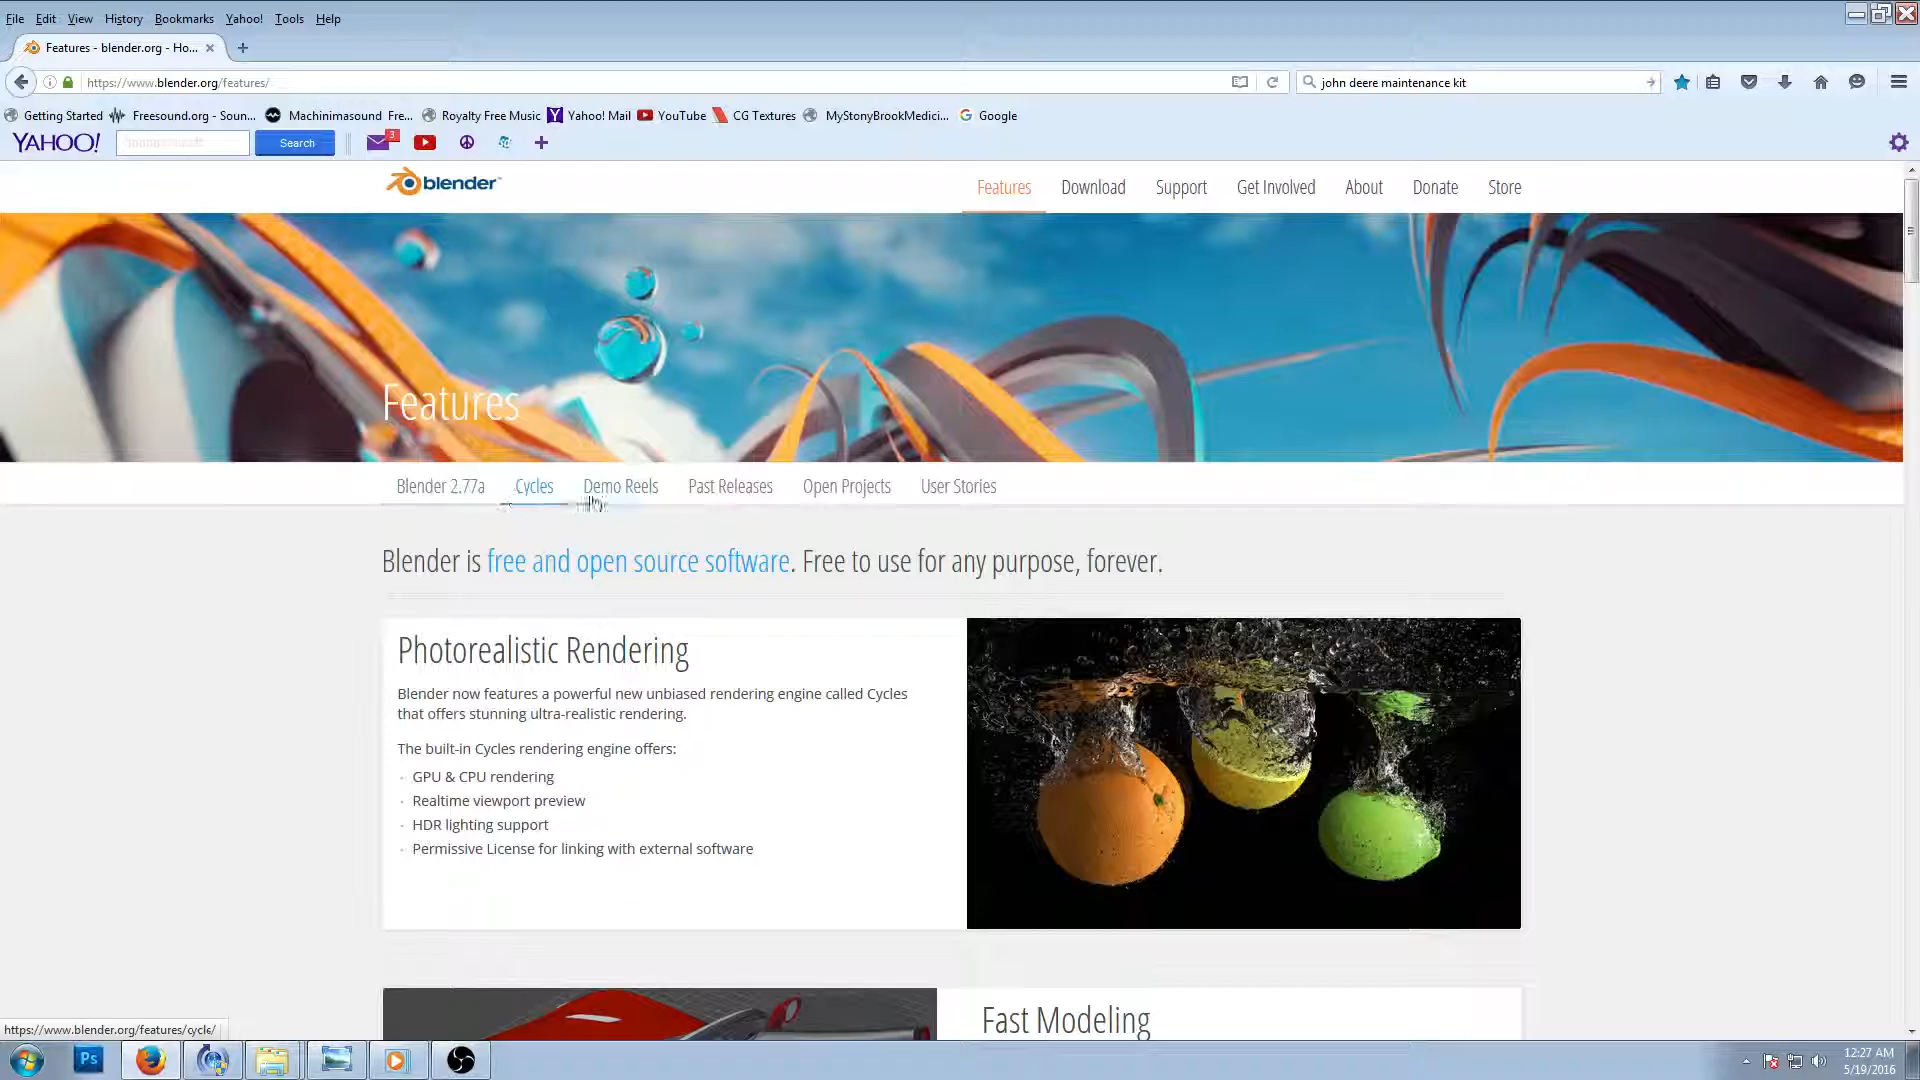 File Edit View History Bookmarks Yahoo! Tools Help
Features - blender.org - Ho...
https://www.blender.org/features/
john deere maintenance kit
Getting Started Freesound.org - Soun... Machinimasound Fre... Royalty Free Music Yahoo! Mail YouTube CG Textures MyStonyBrookMedici... Google
YAHOO! Search 3
blender
Features Download Support Get Involved About Donate Store
Features
Blender 2.77a Cycles Demo Reels Past Releases Open Projects User Stories
Blender is free and open source software. Free to use for any purpose, forever.
Photorealistic Rendering
Blender now features a powerful new unbiased rendering engine called Cycles
that offers stunning ultra-realistic rendering.
The built-in Cycles rendering engine offers:
GPU & CPU rendering
Realtime viewport preview
HDR lighting support
Permissive License for linking with external software
Fast Modeling
https://www.blender.org/features/cycles/
Ps
12:27 AM
5/19/2016